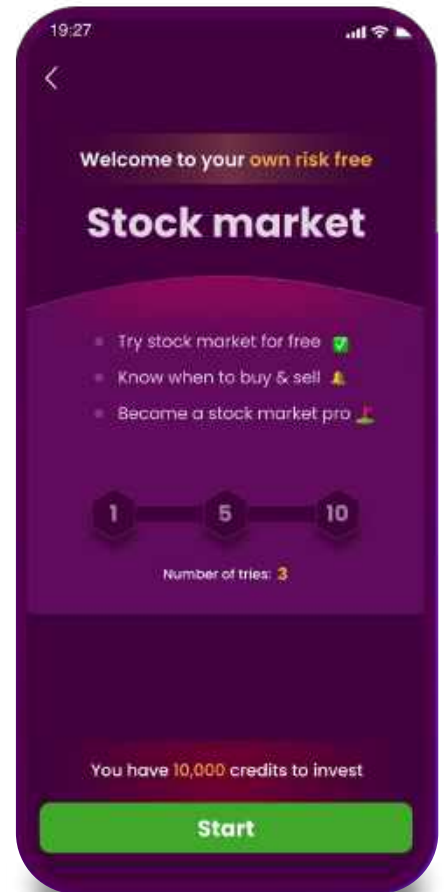 19:27
Welcome to your own risk free
Stock market
Try stock market for free
Know when to buy & sell
Become a stock market pro
1 5 10
Number of tries: 3
You have 10,000 credits to invest
Start